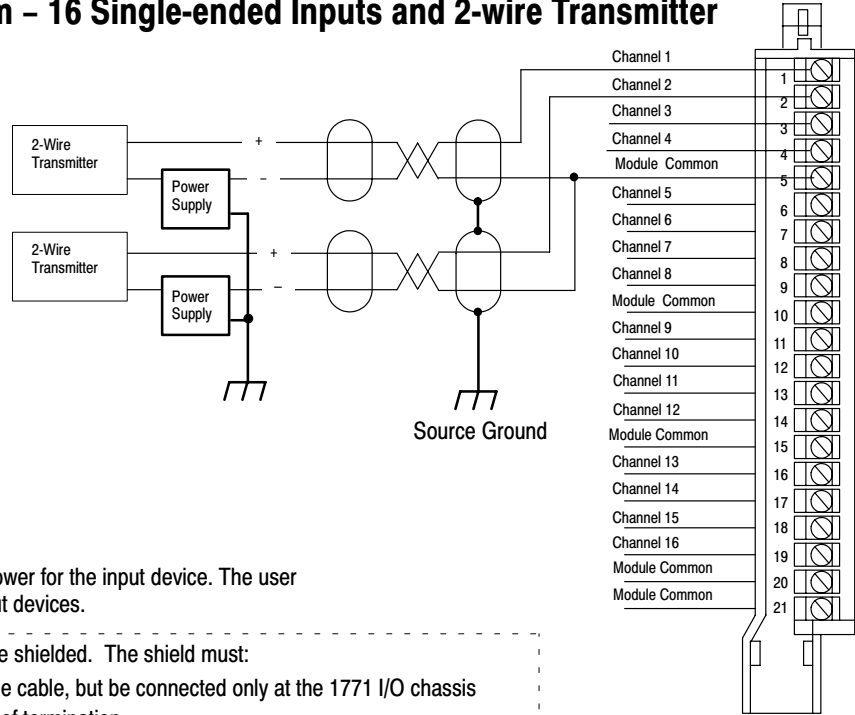 m – 16 Single-ended Inputs and 2-wire Transmitter
Channel 1
Channel 2
Channel 3
Channel 4
Module Common
Channel 5
Channel 6
Channel 7
Channel 8
Module Common
Channel 9
Channel 10
Channel 11
Channel 12
Module Common
Channel 13
Channel 14
Channel 15
Channel 16
Module Common
Module Common
1
2
3
4
5
6
7
8
9
10
11
12
13
14
15
16
17
18
19
20
21
2-Wire
Transmitter
+
–
Power
Supply
2-Wire
Transmitter
+
–
Power
Supply
Source Ground
ower for the input device. The user
ut devices.
e shielded. The shield must:
e cable, but be connected only at the 1771 I/O chassis
of termination